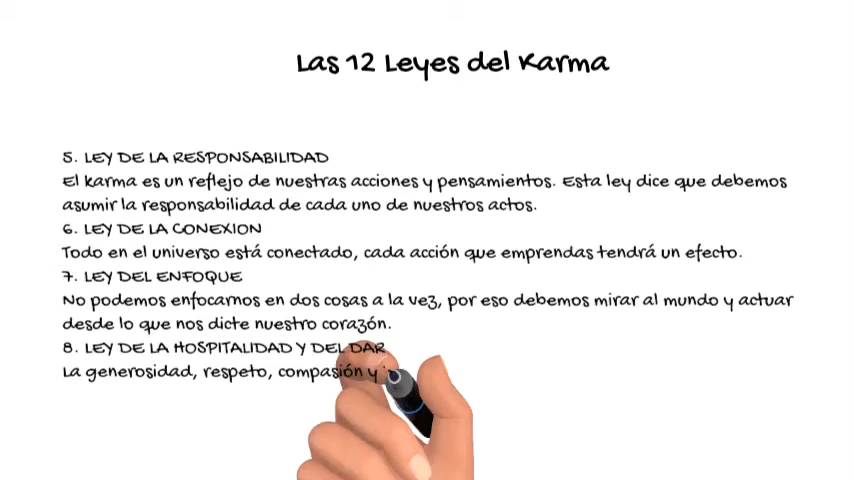 Las 12 Leyes del Karma
5. LEY DE LA RESPONSABILIDAD
El karma es un reflejo de nuestras acciones y pensamientos. Esta ley dice que debemos
asumir la responsabilidad de cada uno de nuestros actos.
6. LEY DE LA CONEXION
Todo en el universo está conectado, cada acción que emprendas tendrá un efecto.
7. LEY DEL ENFOQUE
No podemos enfocarnos en dos cosas a la vez, por eso debemos mirar al mundo y actuar
desde lo que nos dicte nuestro corazón.
8. LEY DE LA HOSPITALIDAD Y DEL DAR
La generosidad, respeto, compasión y